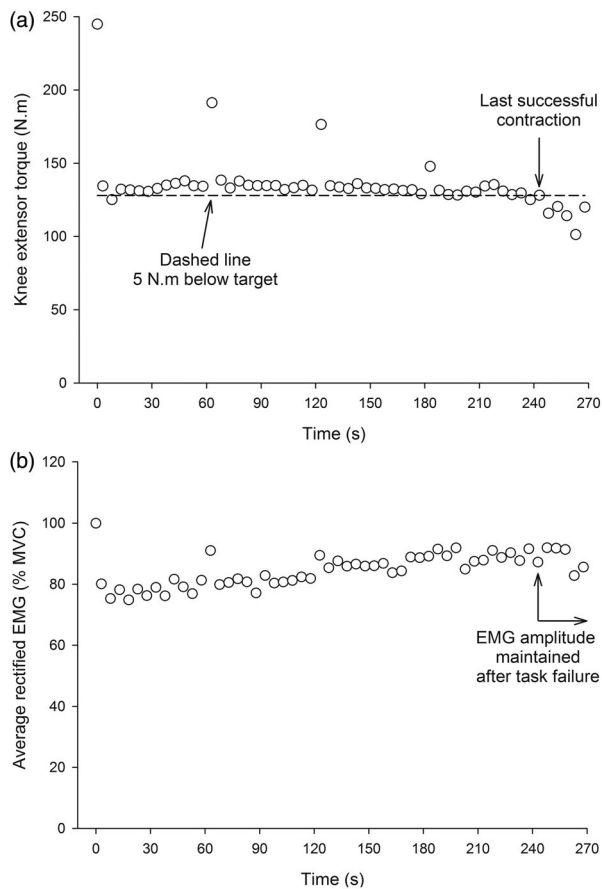 (a)
Knee extensor torque (N.m)
250
200
150
100
50
0
Last successful
contraction
Dashed line
5 N.m below target
0 30 60 90 120 150 180 210 240 270
Time (s)
(b)
Average rectified EMG (% MVC)
120
100
80
60
40
20
0
EMG amplitude
maintained
after task failure
0 30 60 90 120 150 180 210 240 270
Time (s)